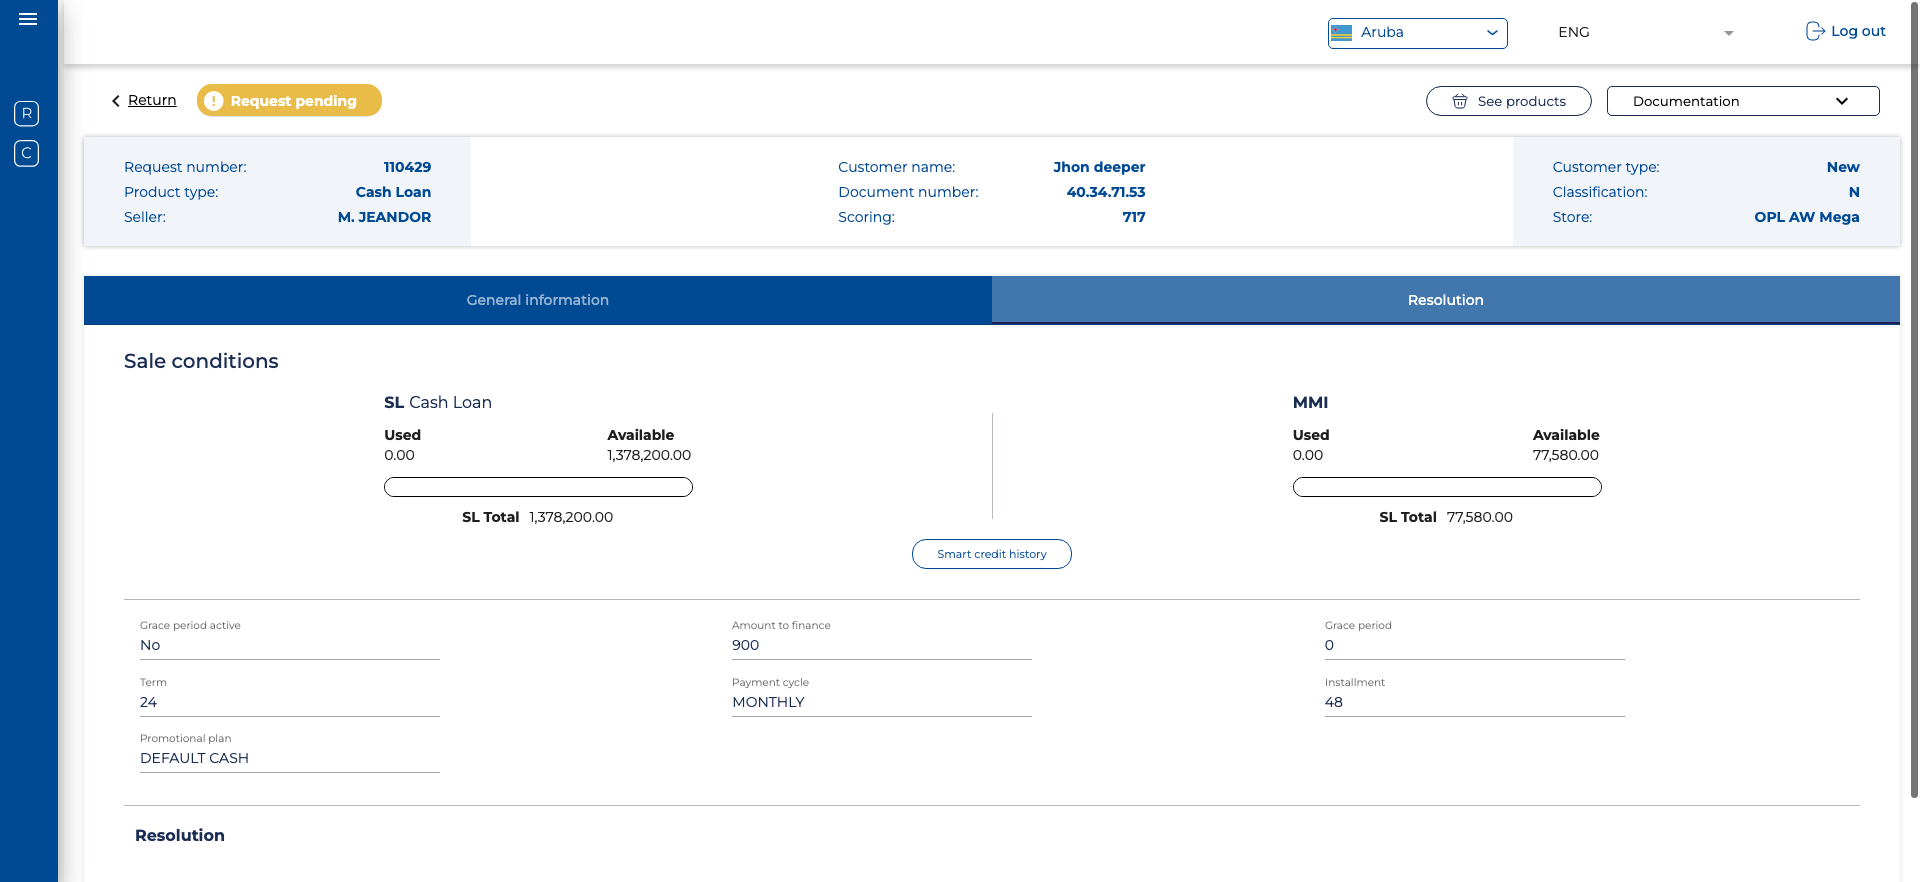 Aruba
ENG
Log out
Return
Request pending
See products
Documentation
R
C
Request number: 110429
Product type: Cash Loan
Seller: M. JEANDOR
Customer name: Jhon deeper
Document number: 40.34.71.53
Scoring: 717
Customer type: New
Classification: N
Store: OPL AW Mega
General information
Resolution
Sale conditions
SL Cash Loan
Used Available
0.00 1,378,200.00
SL Total 1,378,200.00
MMI
Used Available
0.00 77,580.00
SL Total 77,580.00
Smart credit history
Grace period active
No
Amount to finance
900
Grace period
0
Term
24
Payment cycle
MONTHLY
Installment
48
Promotional plan
DEFAULT CASH
Resolution